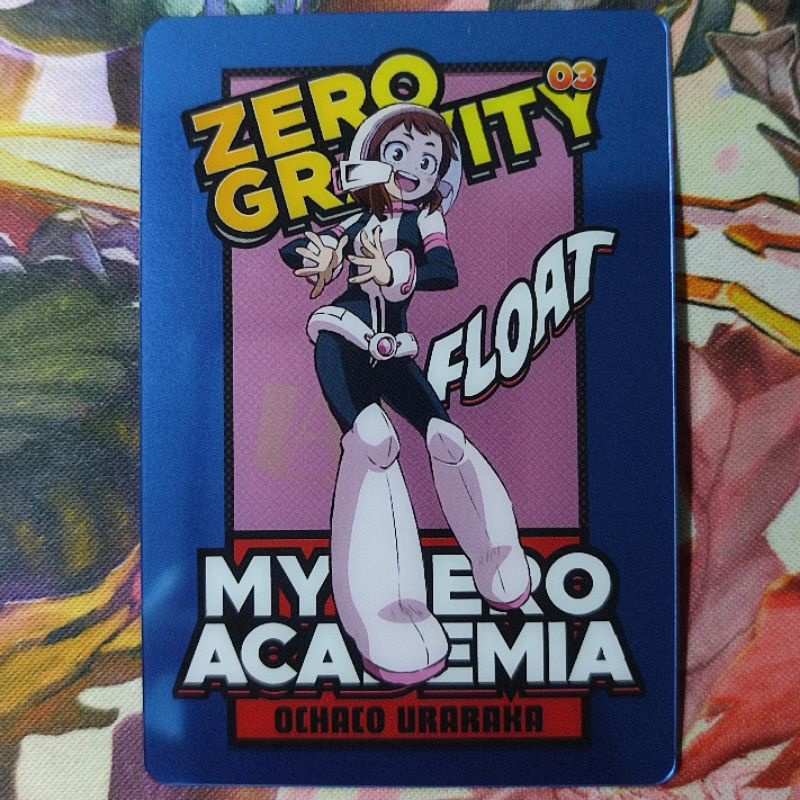 03
ZERO
GRAVITY
FLOAT
MY HERO
ACADEMIA
OCHACO URARAKA